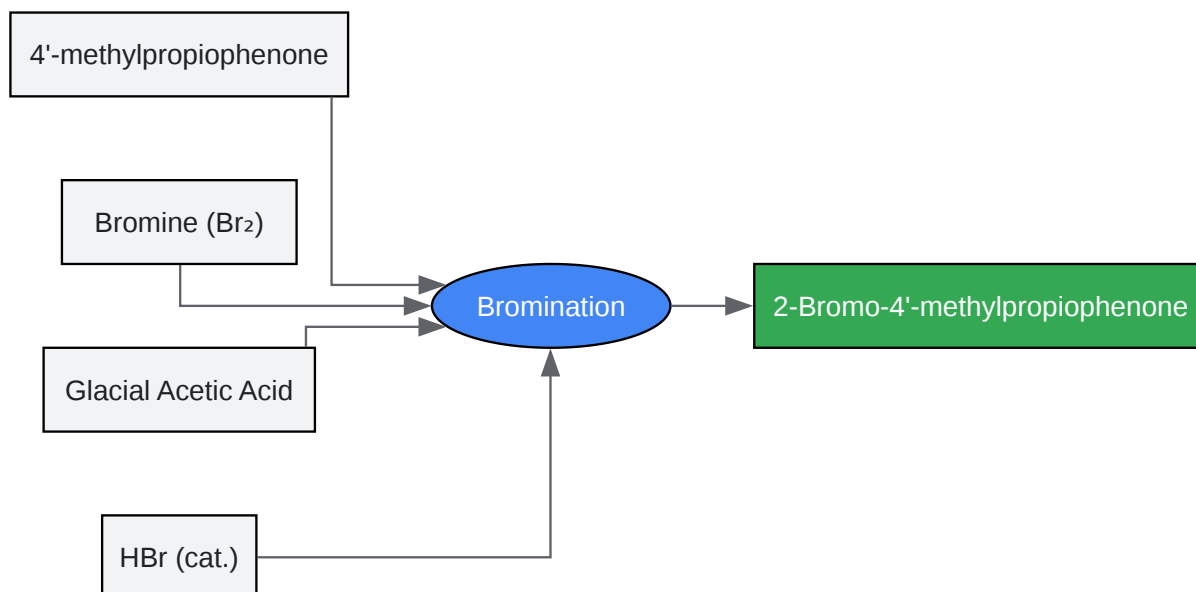 4'-methylpropiophenone
Bromine (Br₂)
Bromination
2-Bromo-4'-methylpropiophenone
Glacial Acetic Acid
HBr (cat.)